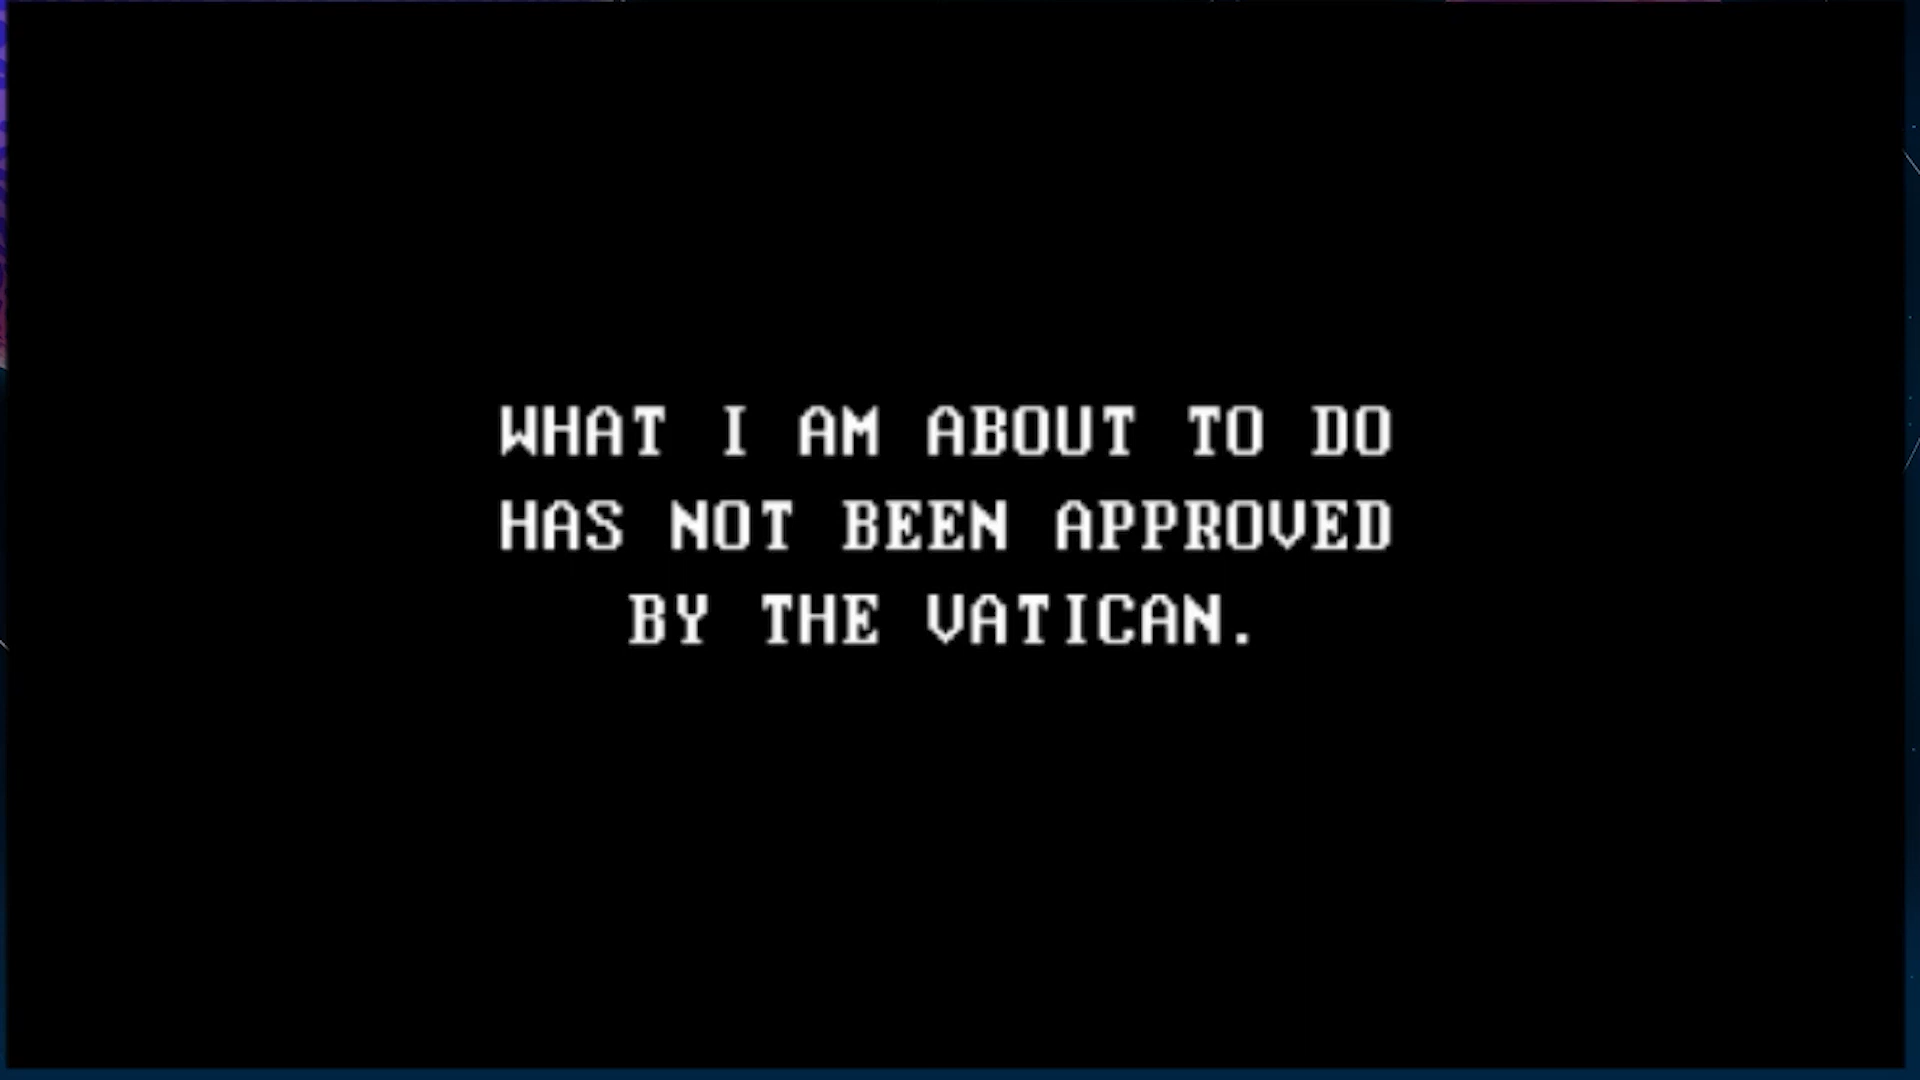 WHAT I AM ABOUT TO DO
HAS NOT BEEN APPROVED
BY THE VATICAN.